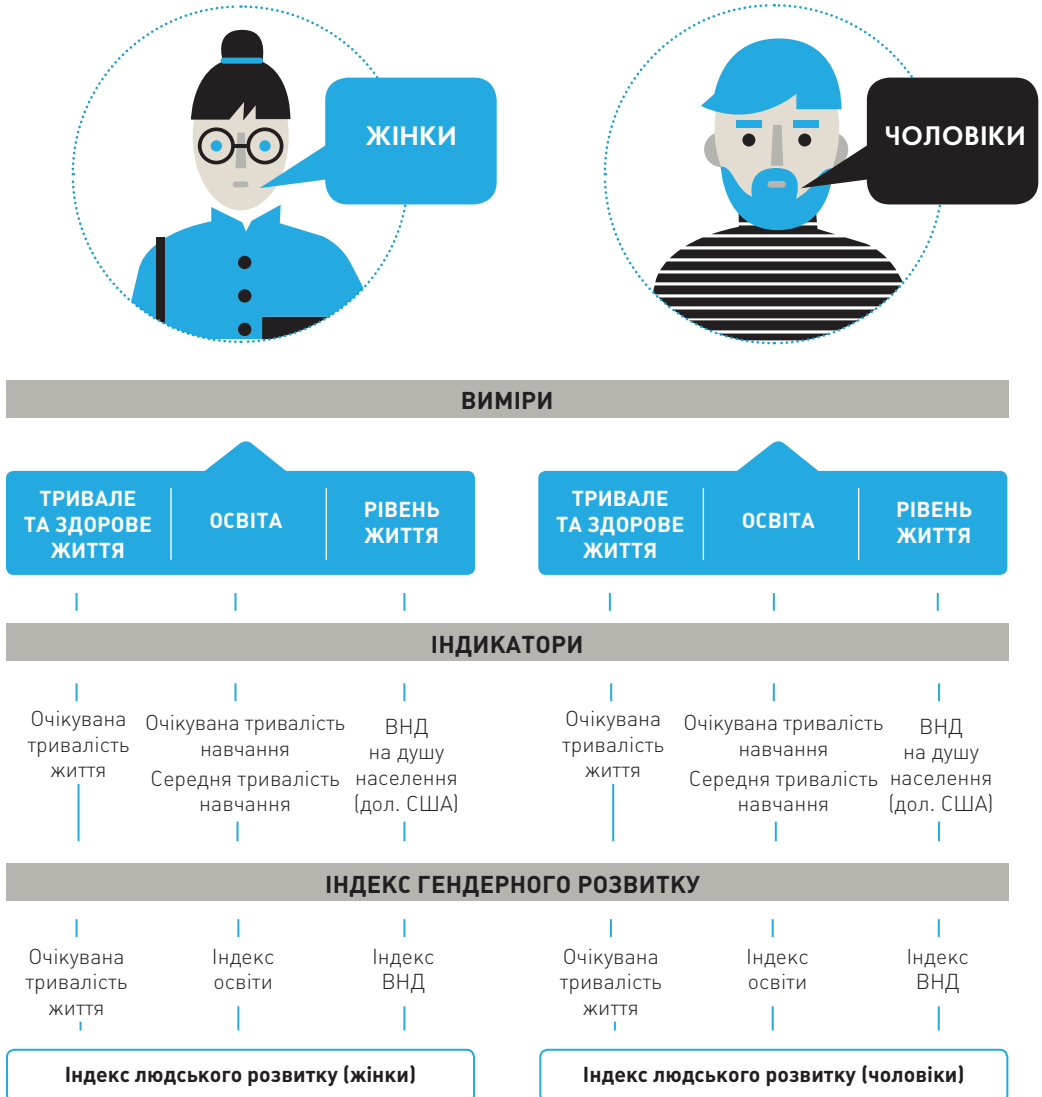 ЖІНКИ
ЧОЛОВІКИ
ВИМІРИ
ТРИВАЛЕ
ТА ЗДОРОВЕ
ЖИТТЯ
ОСВІТА
РІВЕНЬ
ЖИТТЯ
ТРИВАЛЕ
ТА ЗДОРОВЕ
ЖИТТЯ
ОСВІТА
РІВЕНЬ
ЖИТТЯ
ІНДИКАТОРИ
Очікувана
тривалість
життя
Очікувана тривалість
навчання
Середня тривалість
навчання
ВНД
на душу
населення
(дол. США)
Очікувана
тривалість
життя
Очікувана тривалість
навчання
Середня тривалість
навчання
ВНД
на душу
населення
(дол. США)
ІНДЕКС ГЕНДЕРНОГО РОЗВИТКУ
Очікувана
тривалість
життя
Індекс
освіти
Індекс
ВНД
Очікувана
тривалість
життя
Індекс
освіти
Індекс
ВНД
Індекс людського розвитку (жінки)
Індекс людського розвитку (чоловіки)